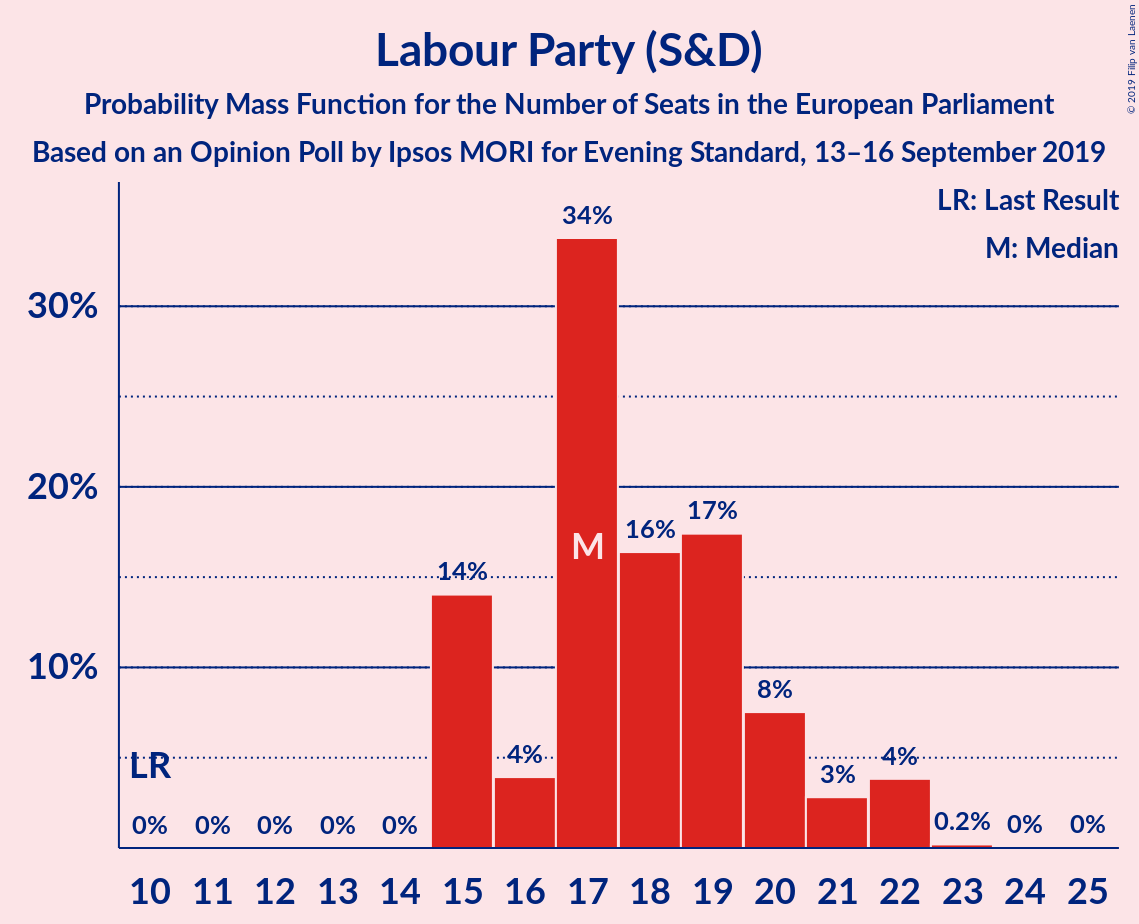 Labour Party (S&D)
Probability Mass Function for the Number of Seats in the European Parliament
Based on an Opinion Poll by Ipsos MORI for Evening Standard, 13–16 September 2019
© 2019 Filip van Laenen
LR: Last Result
M: Median
30%
20%
10%
LR
M
0%
0%
0%
0%
0%
14%
4%
34%
16%
17%
8%
3%
4%
0.2%
0%
0%
10 11 12 13 14 15 16 17 18 19 20 21 22 23 24 25